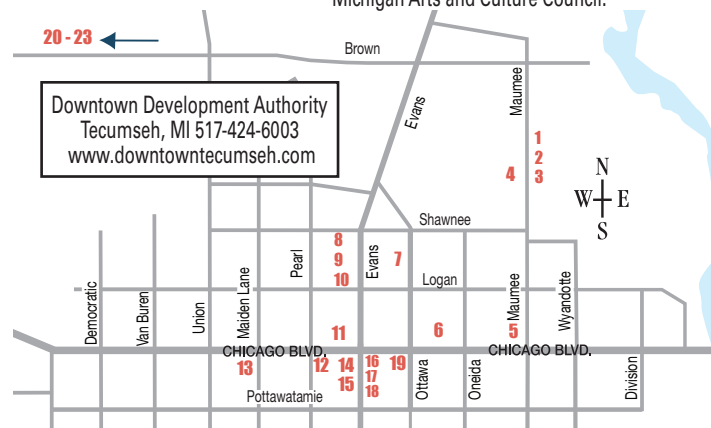 Michigan Arts and Culture Council.
20 - 23
Brown
Downtown Development Authority
Tecumseh, MI 517-424-6003
www.downtowntecumseh.com
Evans
Maumee
1
2
3
4
N
W E
S
Shawnee
8
9
10
Pearl
Evans
7
Logan
Democratic
Van Buren
Union
Maiden Lane
Maumee
Wyandotte
11
6
5
CHICAGO BLVD.
CHICAGO BLVD.
13
12
14
15
16
17
18
19
Ottawa
Oneida
Division
Pottawatamie